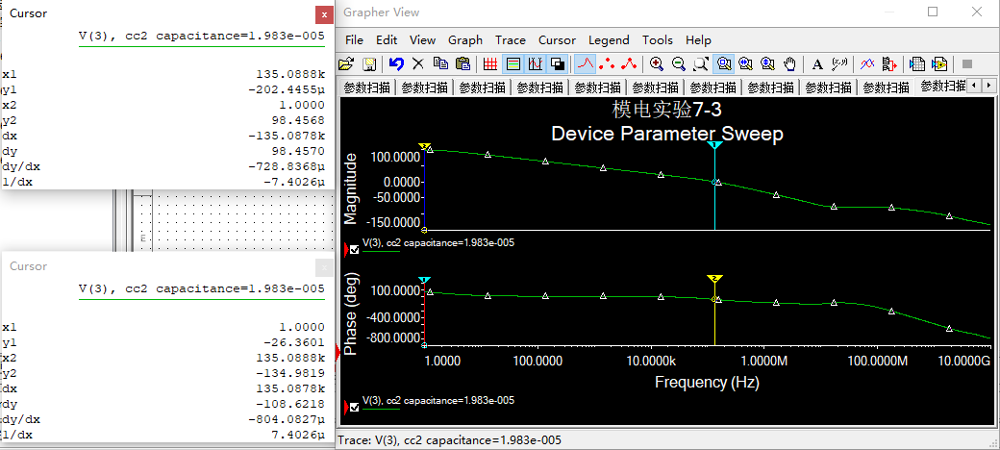 Cursor
x
V(3), cc2 capacitance=1.983e-005
x1 135.0888k
y1 -202.4455µ
x2 1.0000
y2 98.4568
dx -135.0878k
dy 98.4570
dy/dx -728.8368µ
1/dx -7.4026µ
Cursor
x
V(3), cc2 capacitance=1.983e-005
x1 1.0000
y1 -26.3601
x2 135.0888k
y2 -134.9819
dx 135.0878k
dy -108.6218
dy/dx -804.0827µ
1/dx 7.4026µ
Grapher View
File Edit View Graph Trace Cursor Legend Tools Help
参数扫描 参数扫描 参数扫描 参数扫描 参数扫描 参数扫描 参数扫描 参数扫描 参数扫描 参数扫描 参数扫描
模电实验7-3
Device Parameter Sweep
Magnitude
100.0000
0.0000
-50.0000
-150.0000
V(3), cc2 capacitance=1.983e-005
Phase (deg)
100.0000
-400.0000
-800.0000
1.0000 100.0000 10.0000k 1.0000M 100.0000M 10.0000G
Frequency (Hz)
V(3), cc2 capacitance=1.983e-005
Trace: V(3), cc2 capacitance=1.983e-005